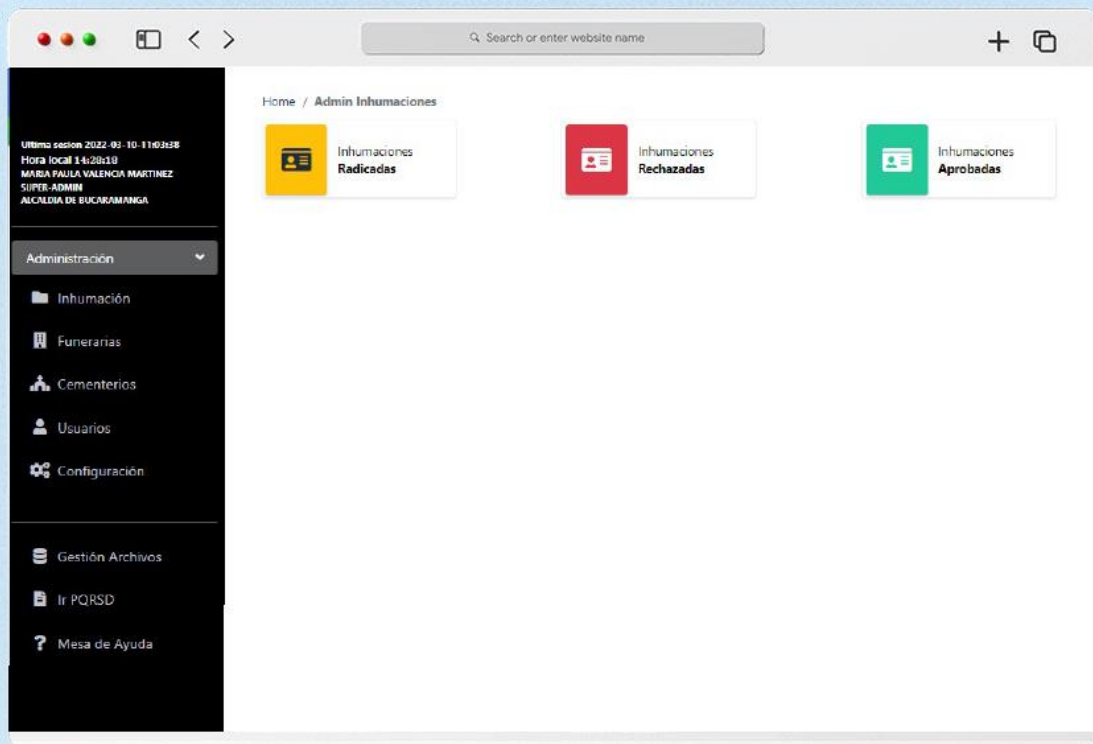 Search or enter website name
Ultima sesion 2022-03-10-11:03:38
Hora local 14:28:18
MARIA PAULA VALENCIA MARTINEZ
SUPER-ADMIN
ALCALDIA DE BUCARAMANGA
Administración
Inhumación
Funerarias
Cementerios
Usuarios
Configuración
Gestión Archivos
Ir PQRSD
Mesa de Ayuda
Home / Admin Inhumaciones
Inhumaciones
Radicadas
Inhumaciones
Rechazadas
Inhumaciones
Aprobadas